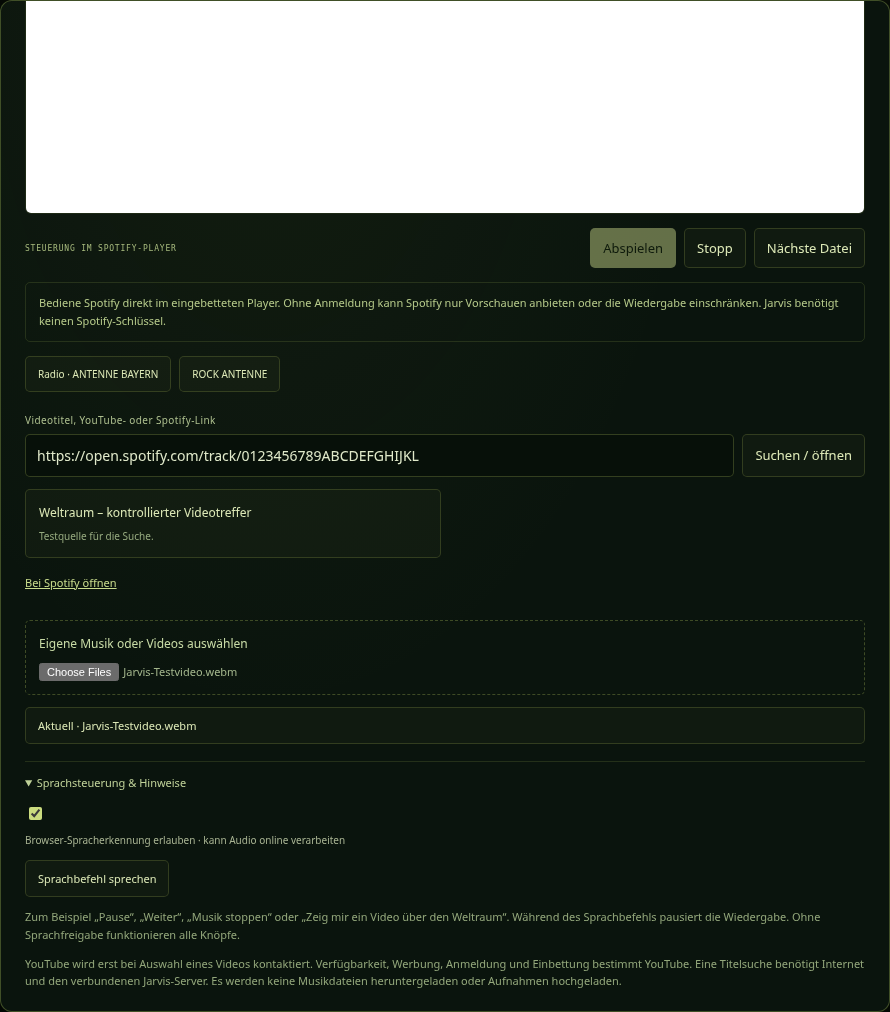 STEUERUNG IM SPOTIFY-PLAYER
Abspielen
Stopp
Nächste Datei
Bediene Spotify direkt im eingebetteten Player. Ohne Anmeldung kann Spotify nur Vorschauen anbieten oder die Wiedergabe einschränken. Jarvis benötigt
keinen Spotify-Schlüssel.
Radio · ANTENNE BAYERN
ROCK ANTENNE
Videotitel, YouTube- oder Spotify-Link
https://open.spotify.com/track/0123456789ABCDEFGHIJKL
Suchen / öffnen
Weltraum – kontrollierter Videotreffer
Testquelle für die Suche.
Bei Spotify öffnen
Eigene Musik oder Videos auswählen
Choose Files Jarvis-Testvideo.webm
Aktuell · Jarvis-Testvideo.webm
▼ Sprachsteuerung & Hinweise
Browser-Spracherkennung erlauben · kann Audio online verarbeiten
Sprachbefehl sprechen
Zum Beispiel „Pause“, „Weiter“, „Musik stoppen“ oder „Zeig mir ein Video über den Weltraum“. Während des Sprachbefehls pausiert die Wiedergabe. Ohne
Sprachfreigabe funktionieren alle Knöpfe.
YouTube wird erst bei Auswahl eines Videos kontaktiert. Verfügbarkeit, Werbung, Anmeldung und Einbettung bestimmt YouTube. Eine Titelsuche benötigt Internet
und den verbundenen Jarvis-Server. Es werden keine Musikdateien heruntergeladen oder Aufnahmen hochgeladen.